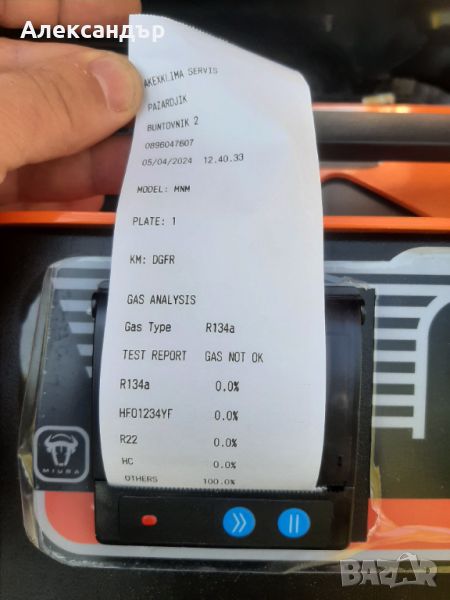 Александър
0895222639
AKEXKLIMA SERVIS
PAZARDJIK
BUNTOVNIK 2
0896047607
05/04/2024 12.40.33
MODEL: MNM
PLATE: 1
KM: DGFR
GAS ANALYSIS
Gas Type R134a
TEST REPORT GAS NOT OK
R134a 0.0%
HFO1234YF 0.0%
R22 0.0%
HC 0.0%
OTHERS 100.0%
MIURA
BAZAR